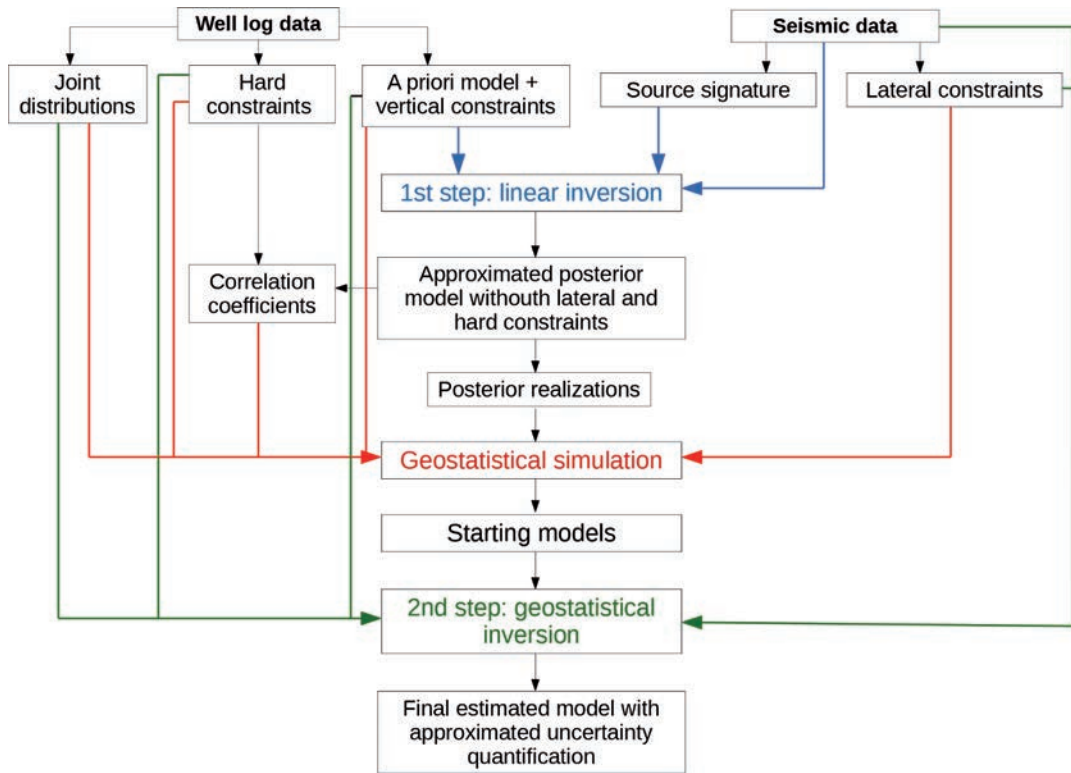 Well log data
Seismic data
Joint
distributions
Hard
constraints
A priori model +
vertical constraints
Source signature
Lateral constraints
1st step: linear inversion
Correlation
coefficients
Approximated posterior
model withouth lateral and
hard constraints
Posterior realizations
Geostatistical simulation
Starting models
2nd step: geostatistical
inversion
Final estimated model with
approximated uncertainty
quantification